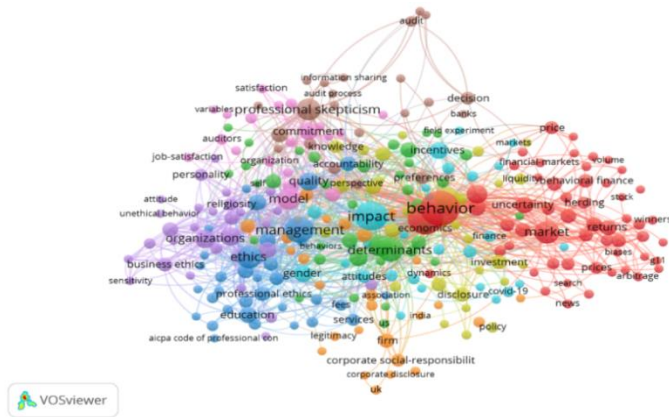 audit
satisfaction
information sharing
audit process
variables
professional skepticism
decision
banks
auditors
commitment
field experiment
price
knowledge
incentives
markets
job-satisfaction
organization
accountability
financial-markets
volume
personality
self
quality
perspective
preferences
liquidity
behavioral finance
attitude
religiosity
model
behavior
uncertainty
herding
stock
unethical behavior
impact
winners
management
economics
market
returns
organizations
behaviors
determinants
finance
biases
business ethics
ethics
gender
attitudes
dynamics
investment
prices
arbitrage
sensitivity
professional ethics
association
disclosure
covid-19
search
fees
news
education
services
us
india
policy
aicpa code of professional con
legitimacy
firm
corporate social-responsibilit
corporate disclosure
uk
VOSviewer